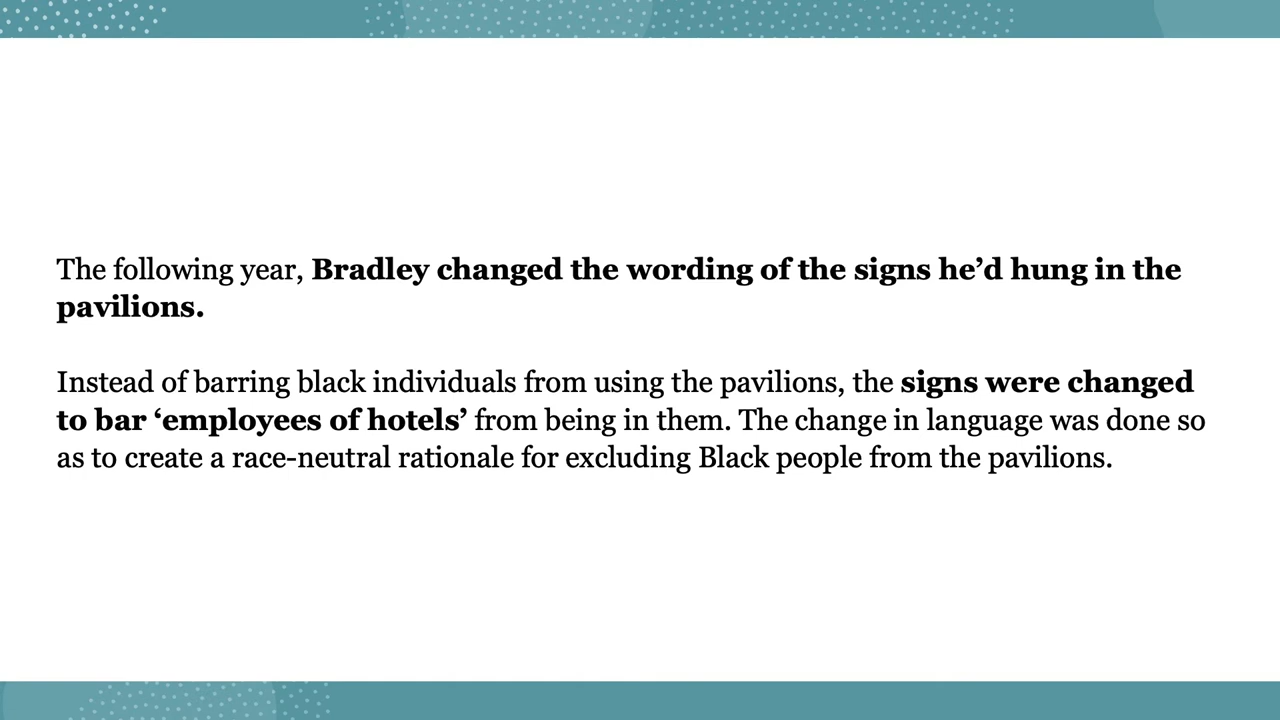 The following year, Bradley changed the wording of the signs he’d hung in the
pavilions.
Instead of barring black individuals from using the pavilions, the signs were changed
to bar ‘employees of hotels’ from being in them. The change in language was done so
as to create a race-neutral rationale for excluding Black people from the pavilions.